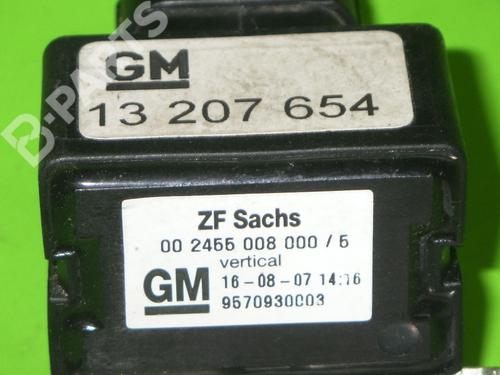 B-PARTS
GM
13 207 654
ZF Sachs
00 2455 008 000 / 5
vertical
GM 16-08-07 14:16
9570930003